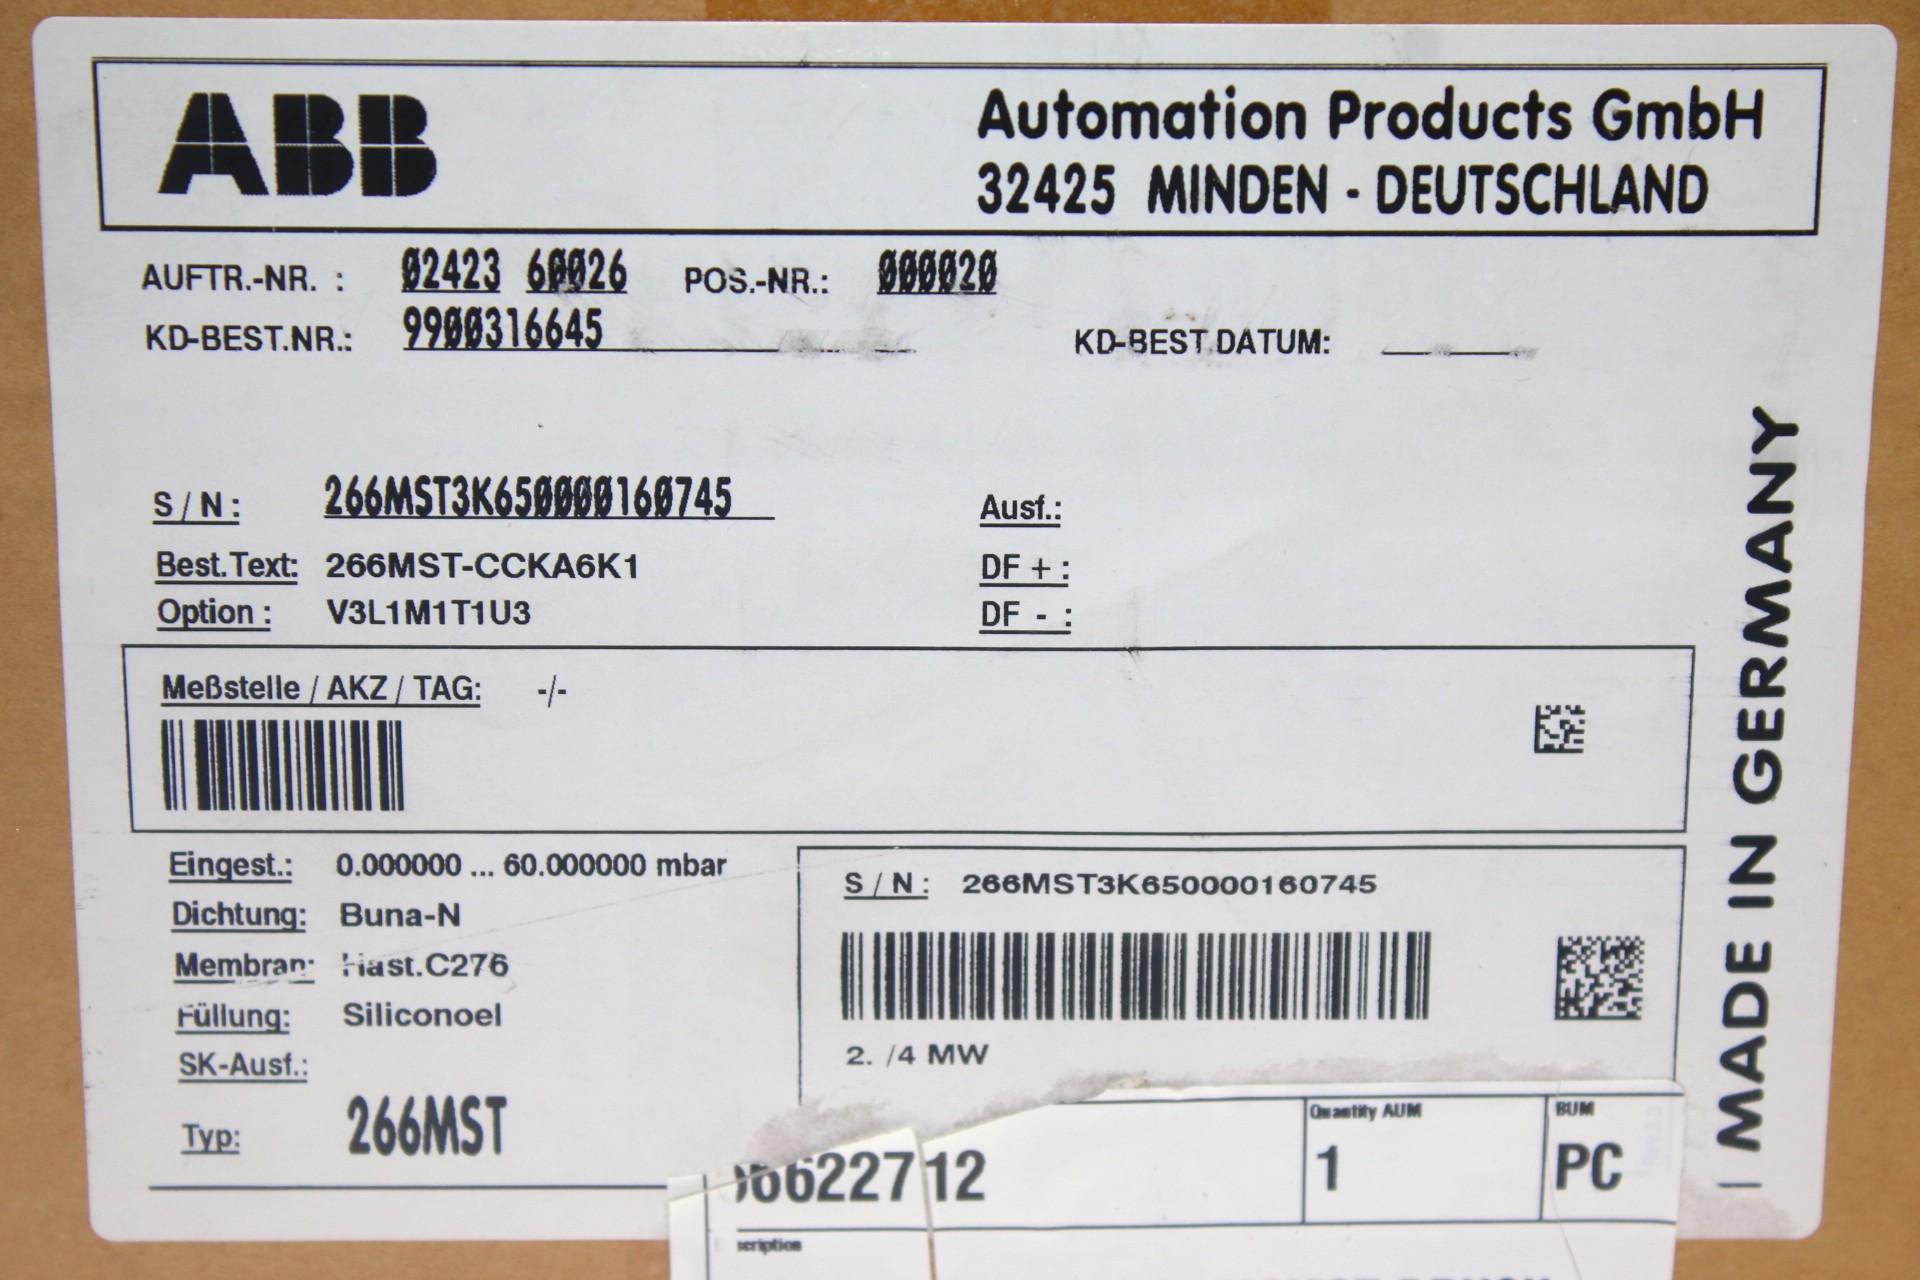 ABB
Automation Products GmbH
32425 MINDEN - DEUTSCHLAND
AUFTR.-NR. : 02423 60026 POS.-NR.: 000020
KD-BEST.NR.: 9900316645 KD-BEST.DATUM:
S/N: 266MST3K650000160745 Ausf.:
Best.Text: 266MST-CCKA6K1 DF + :
Option : V3L1M1T1U3 DF - :
Meßstelle / AKZ / TAG: -/-
Eingest.: 0.000000 ... 60.000000 mbar
Dichtung: Buna-N
Membran: Hast.C276
Füllung: Siliconoel
SK-Ausf.:
Typ: 266MST
S/N: 266MST3K650000160745
2. /4 MW
MADE IN GERMANY
Quantity AUM BUM
6622712 1 PC